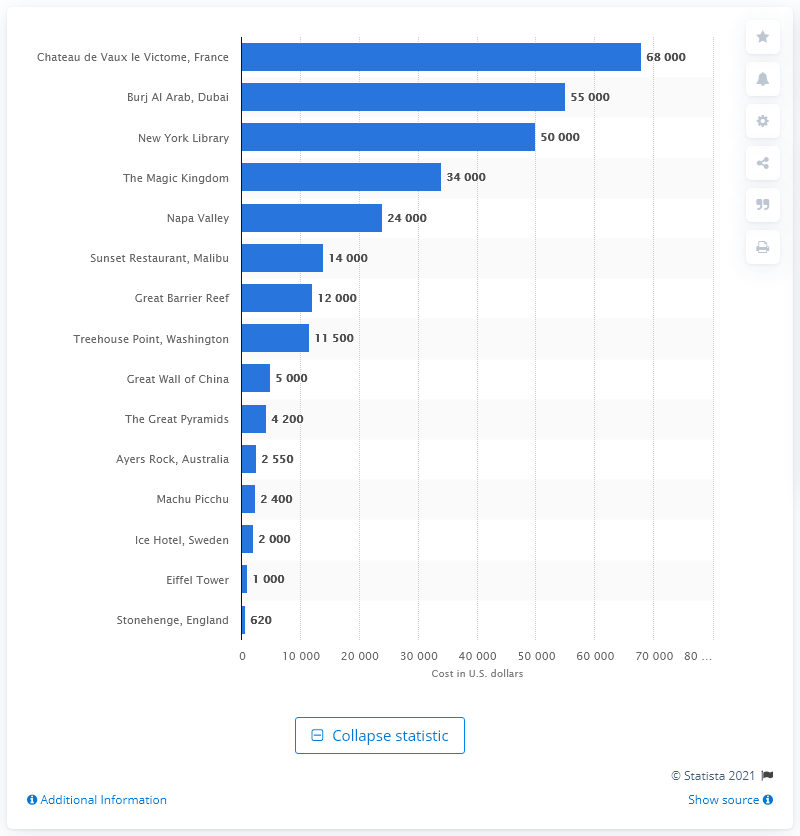 Chateau de Vaux le Victome, France 68 000
Burj Al Arab, Dubai 55 000
New York Library 50 000
The Magic Kingdom 34 000
Napa Valley 24 000
Sunset Restaurant, Malibu 14 000
Great Barrier Reef 12 000
Treehouse Point, Washington 11 500
Great Wall of China 5 000
The Great Pyramids 4 200
Ayers Rock, Australia 2 550
Machu Picchu 2 400
Ice Hotel, Sweden 2 000
Eiffel Tower 1 000
Stonehenge, England 620
0 10 000 20 000 30 000 40 000 50 000 60 000 70 000 80 ...
Cost in U.S. dollars
Collapse statistic
© Statista 2021
Additional Information Show source